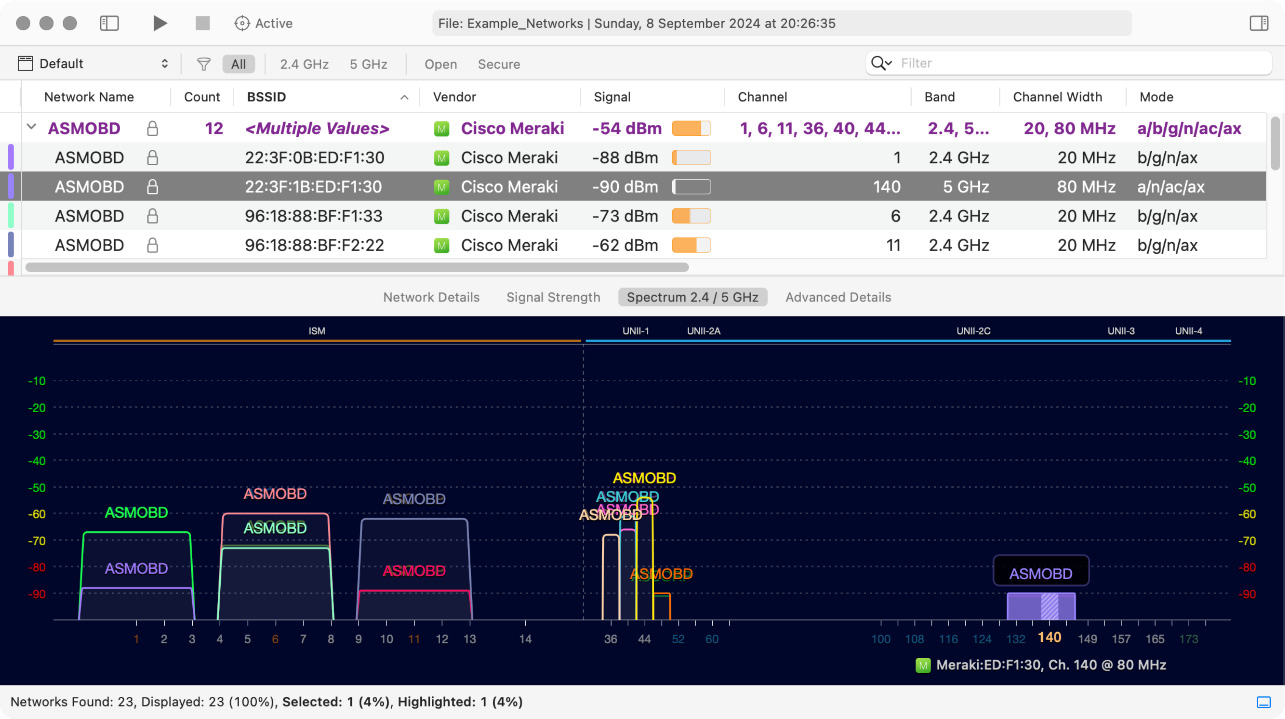 Active
File: Example_Networks | Sunday, 8 September 2024 at 20:26:35
Default All 2.4 GHz 5 GHz Open Secure Filter
Network Name Count BSSID Vendor Signal Channel Band Channel Width Mode
ASMOBD 12 <Multiple Values> M Cisco Meraki -54 dBm 1, 6, 11, 36, 40, 44... 2.4, 5... 20, 80 MHz a/b/g/n/ac/ax
ASMOBD 22:3F:0B:ED:F1:30 M Cisco Meraki -88 dBm 1 2.4 GHz 20 MHz b/g/n/ax
ASMOBD 22:3F:1B:ED:F1:30 M Cisco Meraki -90 dBm 140 5 GHz 80 MHz a/n/ac/ax
ASMOBD 96:18:88:BF:F1:33 M Cisco Meraki -73 dBm 6 2.4 GHz 20 MHz b/g/n/ax
ASMOBD 96:18:88:BF:F2:22 M Cisco Meraki -62 dBm 11 2.4 GHz 20 MHz b/g/n/ax
Network Details Signal Strength Spectrum 2.4 / 5 GHz Advanced Details
ISM UNII-1 UNII-2A UNII-2C UNII-3 UNII-4
-10 -10
-20 -20
-30 -30
-40 -40
ASMOBD
-50 -50
ASMOBD ASMOBD ASMOBD
ASMOBD
-60 ASMOBD ASMOBD -60
ASMOBD
-70 -70
-80 ASMOBD ASMOBD ASMOBD ASMOBD -80
-90 -90
1 2 3 4 5 6 7 8 9 10 11 12 13 14 36 44 52 60 100 108 116 124 132 140 149 157 165 173
M Meraki:ED:F1:30, Ch. 140 @ 80 MHz
Networks Found: 23, Displayed: 23 (100%), Selected: 1 (4%), Highlighted: 1 (4%)